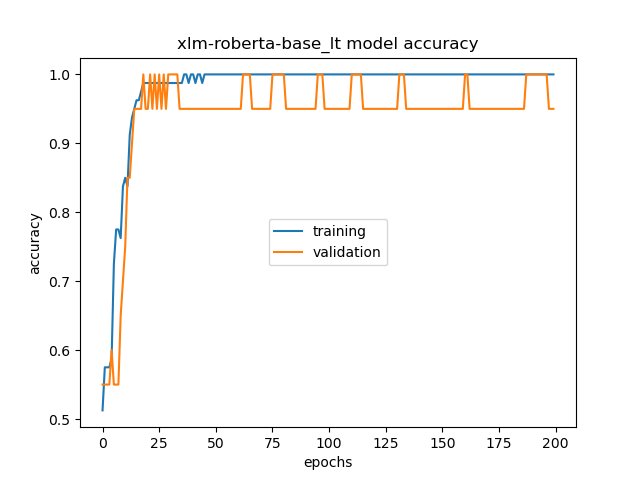 xlm-roberta-base_lt model accuracy
1.0
0.9
0.8
0.7
0.6
0.5
accuracy
training
validation
0 25 50 75 100 125 150 175 200
epochs